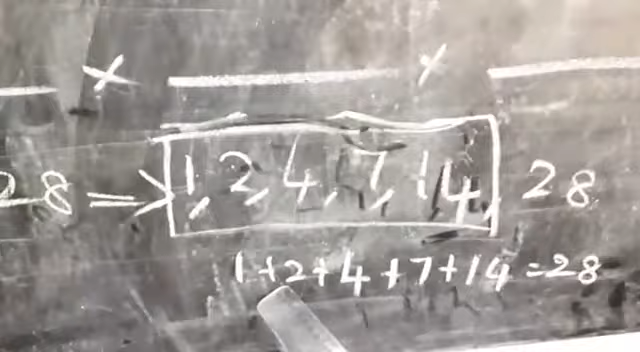 28 ⇒ 1, 2, 4, 7, 14, 28
1+2+4+7+14=28